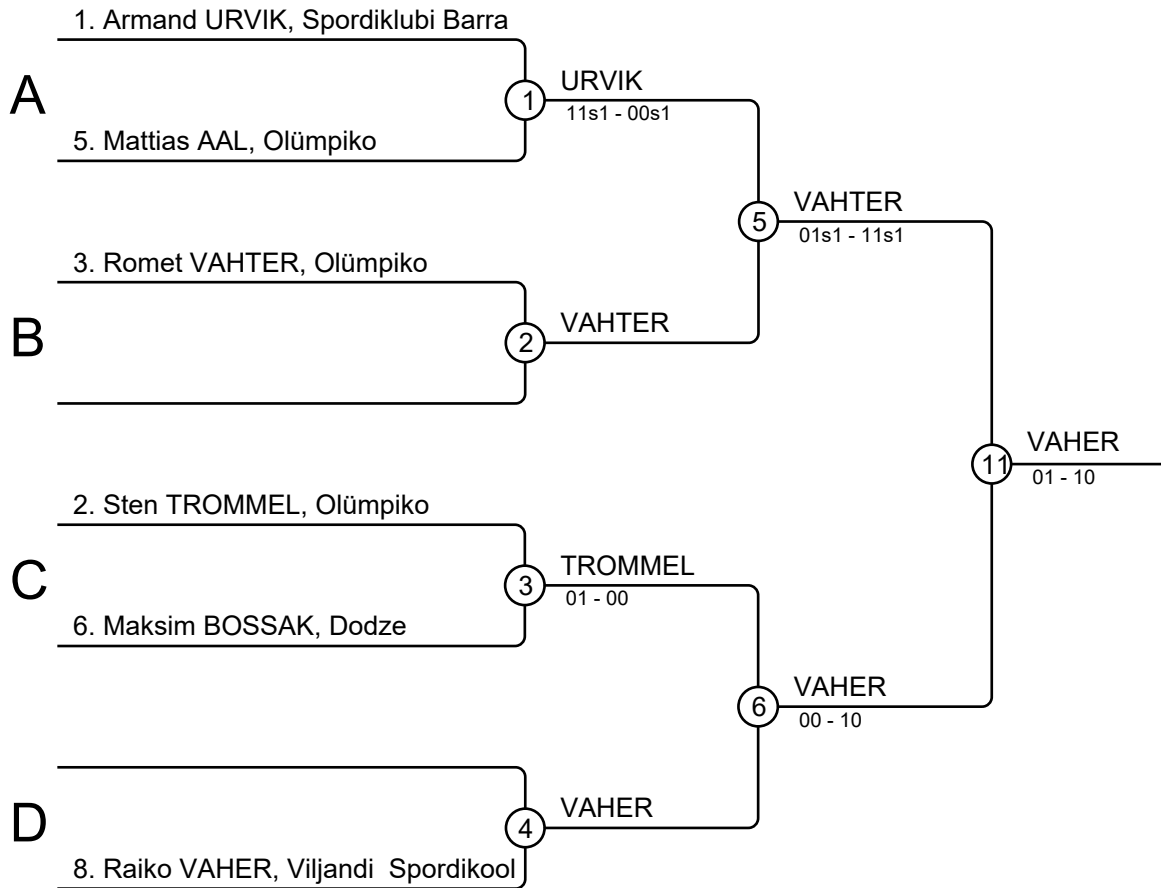 1. Armand URVIK, Spordiklubi Barra
A
1
URVIK
11s1 - 00s1
5. Mattias AAL, Olümpiko
5
VAHTER
01s1 - 11s1
3. Romet VAHTER, Olümpiko
B
2
VAHTER
11
VAHER
01 - 10
2. Sten TROMMEL, Olümpiko
C
3
TROMMEL
01 - 00
6. Maksim BOSSAK, Dodze
6
VAHER
00 - 10
D
4
VAHER
8. Raiko VAHER, Viljandi  Spordikool